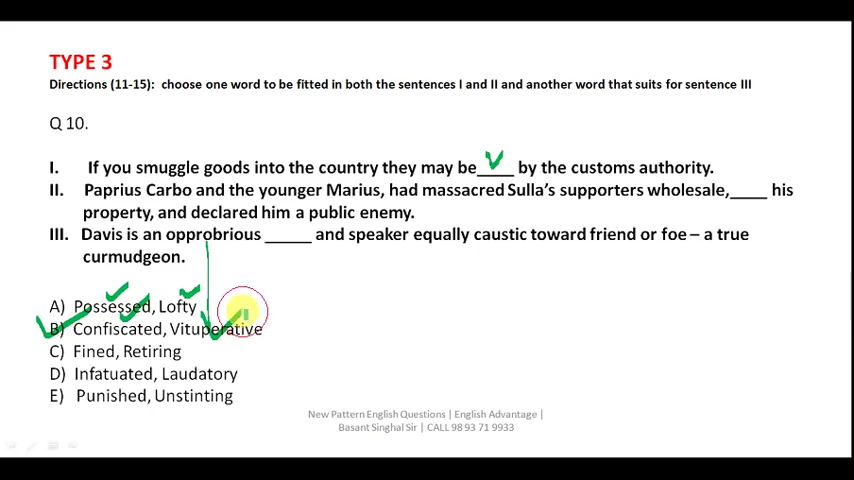 TYPE 3
Directions (11-15): choose one word to be fitted in both the sentences I and II and another word that suits for sentence III
Q 10.
I. If you smuggle goods into the country they may be____ by the customs authority.
II. Paprius Carbo and the younger Marius, had massacred Sulla's supporters wholesale,____ his
property, and declared him a public enemy.
III. Davis is an opprobrious _____ and speaker equally caustic toward friend or foe – a true
curmudgeon.
A) Possessed, Lofty
B) Confiscated, Vituperative
C) Fined, Retiring
D) Infatuated, Laudatory
E) Punished, Unstinting
New Pattern English Questions | English Advantage |
Basant Singhal Sir | CALL 98 93 71 9933